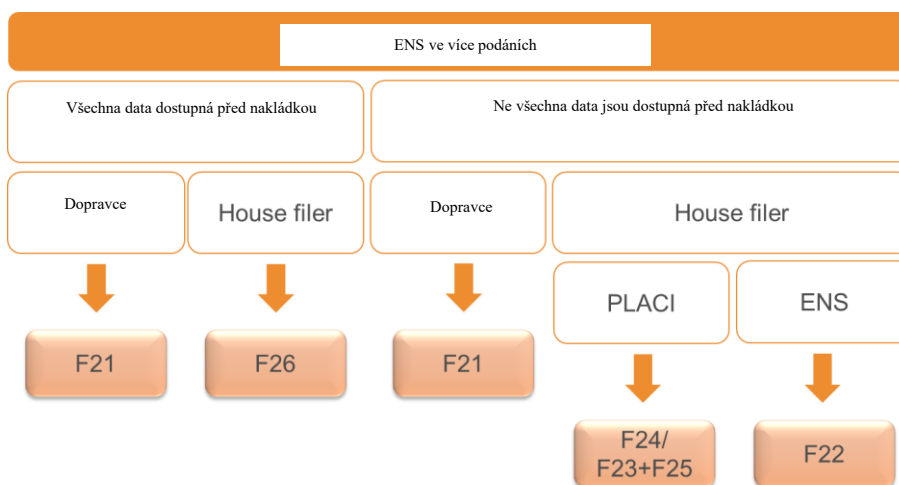 ENS ve více podáních
Všechna data dostupná před nakládkou
Ne všechna data jsou dostupná před nakládkou
Dopravce
House filer
Dopravce
House filer
PLACI
ENS
F21
F26
F21
F24/
F23+F25
F22